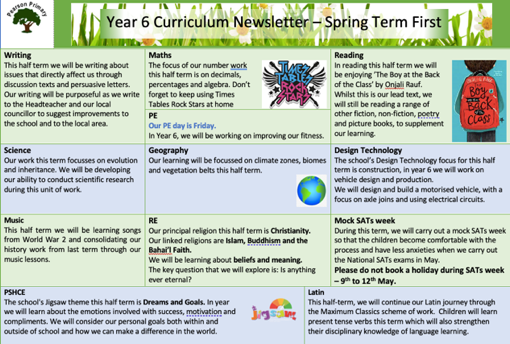 Pearson Primary
Year 6 Curriculum Newsletter – Spring Term First
Writing
This half term we will be writing about
issues that directly affect us through
discussion texts and persuasive letters.
Our writing will be purposeful as we write
to the Headteacher and our local
councillor to suggest improvements to
the school and to the local area.
Maths
The focus of our number work
this half term is on decimals,
percentages and algebra. Don't
forget to keep using Times
Tables Rock Stars at home
TIMES
TABLES
ROCK
STARS
PE
Our PE day is Friday.
In Year 6, we will be working on improving our fitness.
Reading
In reading this half term we will
be enjoying 'The Boy at the Back
of the Class' by Onjali Rauf.
Whilst this is our lead text, we
will still be reading a range of
other fiction, non-fiction, poetry
and picture books, to supplement
our learning.
The
BOY
at the
BACK
of the
CLASS
Science
Our work this term focusses on evolution
and inheritance. We will be developing
our ability to conduct scientific research
during this unit of work.
Geography
Our learning will be focussed on climate zones, biomes
and vegetation belts this half term.
Design Technology
The school's Design Technology focus for this half
term is construction, in year 6 we will work on
vehicle design and production.
We will design and build a motorised vehicle, with a
focus on axle joins and using electrical circuits.
Music
This half term we will be learning songs
from World War 2 and consolidating our
history work from last term through our
music lessons.
RE
Our principal religion this half term is Christianity.
Our linked religions are Islam, Buddhism and the
Bahai'I Faith.
We will be learning about beliefs and meaning.
The key question that we will explore is: Is anything
ever eternal?
Mock SATs week
During this term, we will carry out a mock SATs week
so that the children become comfortable with the
process and have less anxieties when we carry out
the National SATs exams in May.
Please do not book a holiday during SATs week
– 9th to 12th May.
PSHCE
The school's Jigsaw theme this half term is Dreams and Goals. In year
we will learn about the emotions involved with success, motivation and
compliments. We will consider our personal goals both within and
outside of school and how we can make a difference in the world.
jigsaw
Latin
This half-term, we will continue our Latin journey through
the Maximum Classics scheme of work. Children will learn
present tense verbs this term which will also strengthen
their disciplinary knowledge of language learning.